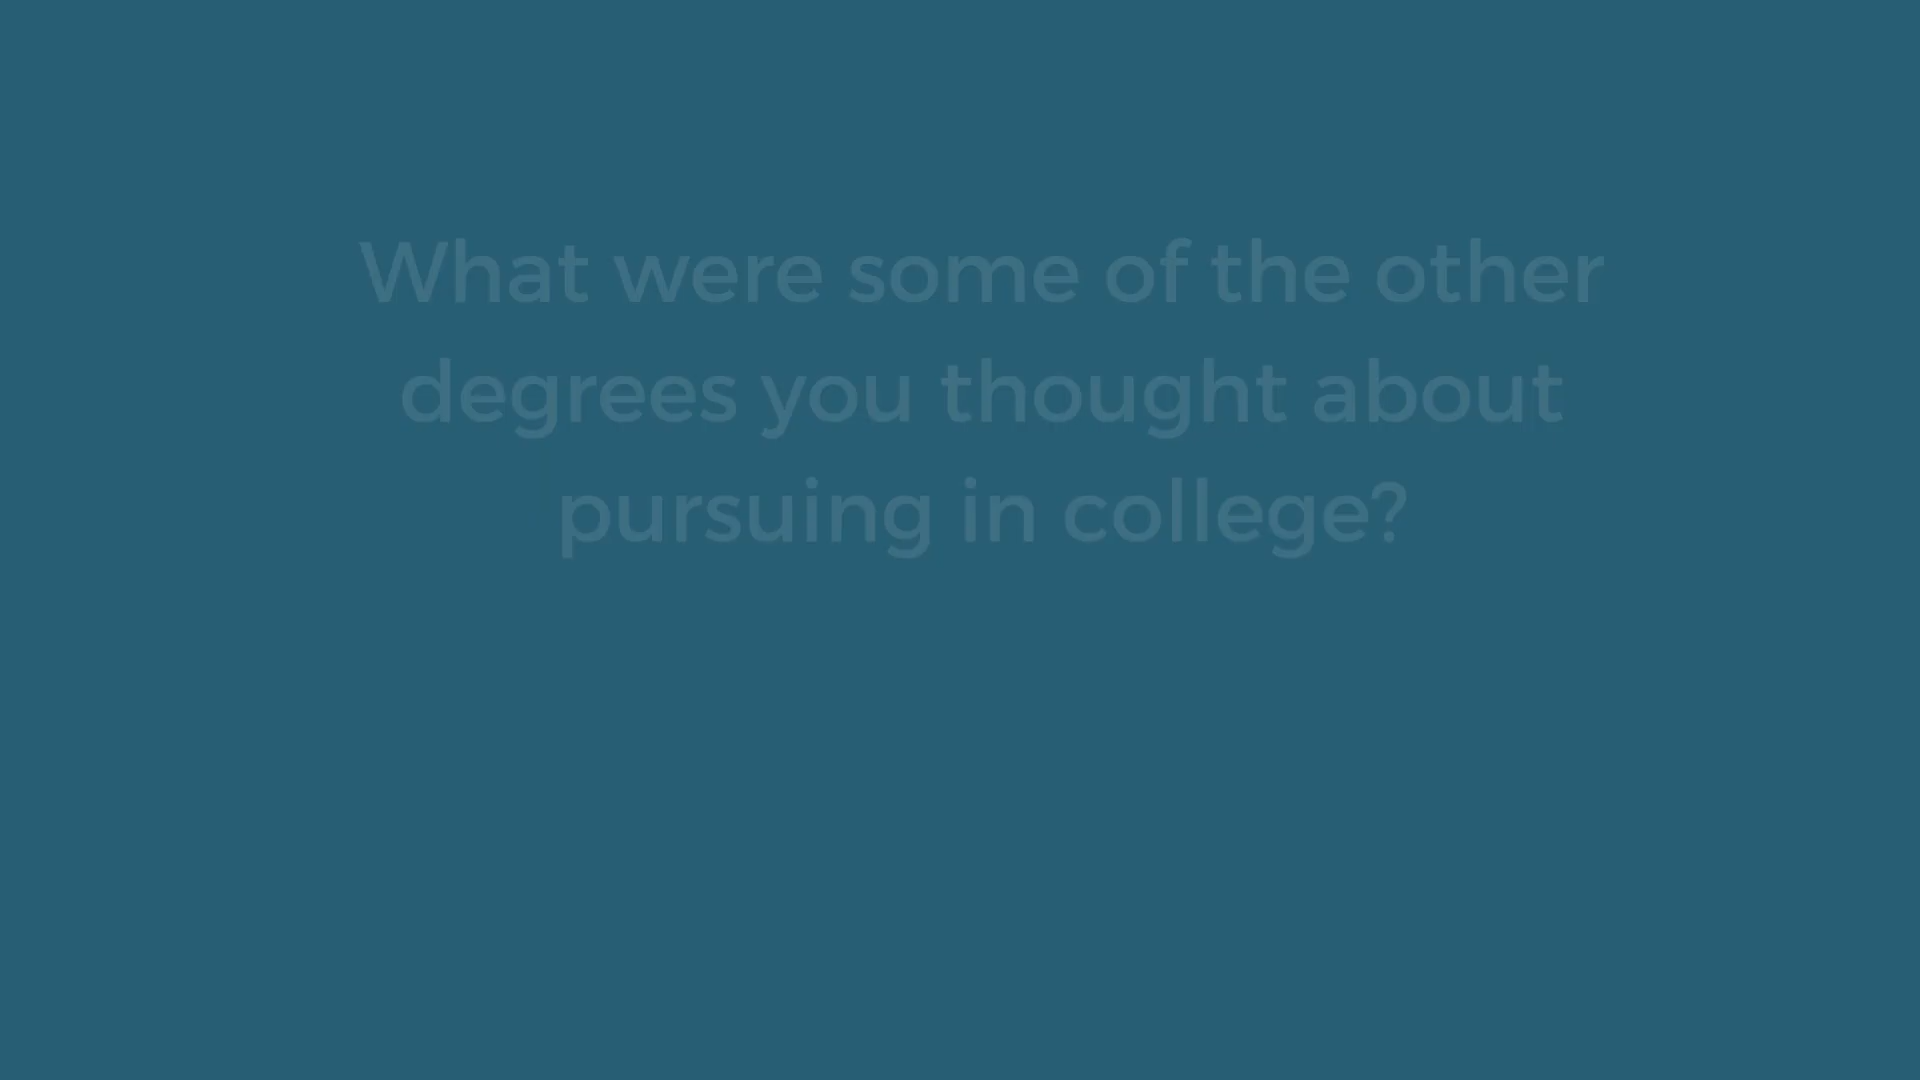 What were some of the other
degrees you thought about
pursuing in college?